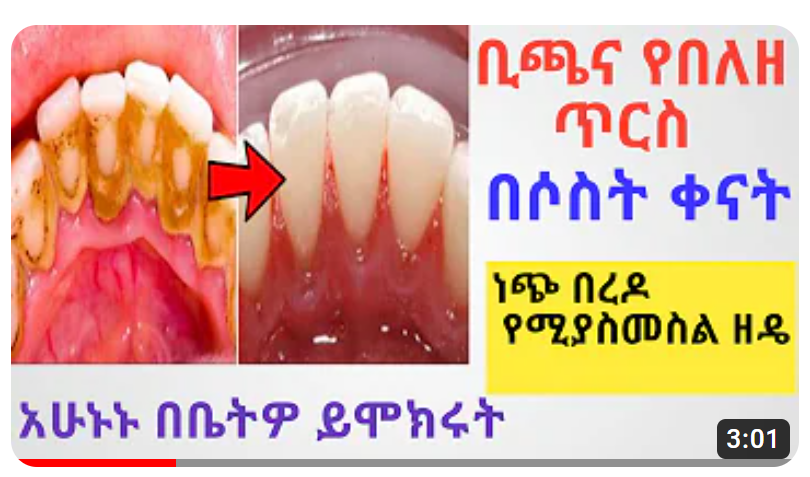 ቢጫና የበለዘ
ጥርስ
በሶስት ቀናት
ነጭ በረዶ
የሚያስመስል ዘዴ
አሁኑኑ በቤትዎ ይሞክሩት
3:01